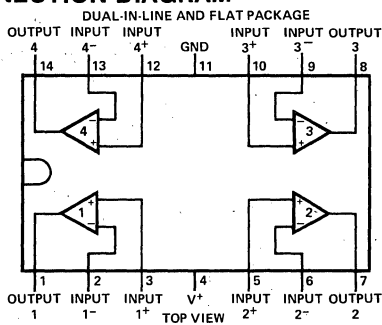 NECTION DIAGRAM
DUAL-IN-LINE AND FLAT PACKAGE
OUTPUT INPUT INPUT INPUT INPUT OUTPUT
4 4- 4+ GND 3+ 3- 3
14 13 12 11 10 9 8
- + 4 - + 3
+ - 1 + - 2
1 2 3 4 5 6 7
OUTPUT INPUT INPUT V+ INPUT INPUT OUTPUT
1 1- 1+ TOP VIEW 2+ 2- 2